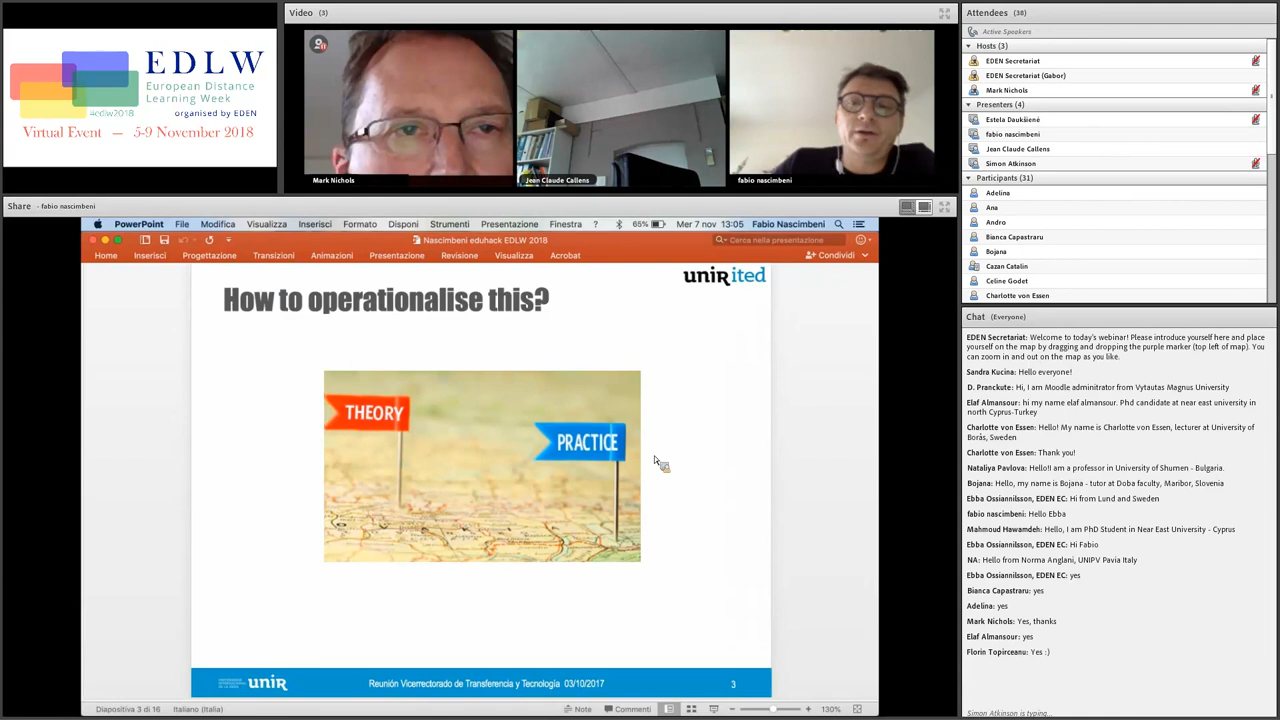 EDLW
European Distance
Learning Week
#edlw2018
organised by EDEN
Virtual Event — 5-9 November 2018
Video (3)
Mark Nichols
Jean Claude Callens
fabio nascimbeni
Attendees (38)
Active Speakers
Hosts (3)
EDEN Secretariat
EDEN Secretariat (Gabor)
Mark Nichols
Presenters (4)
Estela Daukšienė
fabio nascimbeni
Jean Claude Callens
Simon Atkinson
Participants (31)
Adelina
Ana
Andro
Bianca Capastraru
Bojana
Cazan Catalin
Celine Godet
Charlotte von Essen
Share - fabio nascimbeni
PowerPoint File Modifica Visualizza Inserisci Formato Disponi Strumenti Presentazione Finestra ? 65% Mer 7 nov 13:05 Fabio Nascimbeni
Nascimbeni eduhack EDLW 2018
Cerca nella presentazione
Home Inserisci Progettazione Transizioni Animazioni Presentazione Revisione Visualizza Acrobat Condividi
uniRited
How to operationalise this?
THEORY
PRACTICE
unir
Reunión Vicerrectorado de Transferencia y Tecnología 03/10/2017
3
Diapositiva 3 di 16 Italiano (Italia) Note Commenti 130%
Chat (Everyone)
EDEN Secretariat: Welcome to today's webinar! Please introduce yourself here and place
yourself on the map by dragging and dropping the purple marker (top left of map). You
can zoom in and out on the map as you like.
Sandra Kucina: Hello everyone!
D. Pranckute: Hi, I am Moodle adminitrator from Vytautas Magnus University
Elaf Almansour: hi my name elaf almansour. Phd candidate at near east university in
north Cyprus-Turkey
Charlotte von Essen: Hello! My name is Charlotte von Essen, lecturer at University of
Borås, Sweden
Charlotte von Essen: Thank you!
Nataliya Pavlova: Hello!I am a professor in University of Shumen - Bulgaria.
Bojana: Hello, my name is Bojana - tutor at Doba faculty, Maribor, Slovenia
Ebba Ossiannilsson, EDEN EC: Hi from Lund and Sweden
fabio nascimbeni: Hello Ebba
Mahmoud Hawamdeh: Hello, I am PhD Student in Near East University - Cyprus
Ebba Ossiannilsson, EDEN EC: Hi Fabio
NA: Hello from Norma Anglani, UNIPV Pavia Italy
Ebba Ossiannilsson, EDEN EC: yes
Bianca Capastraru: yes
Adelina: yes
Mark Nichols: Yes, thanks
Elaf Almansour: yes
Florin Topirceanu: Yes :)
Simon Atkinson is typing...